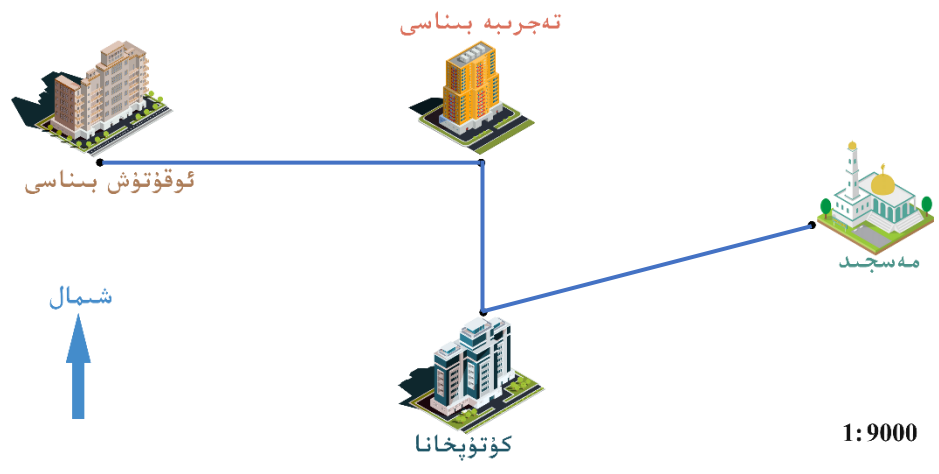 تەجرىبە بىناسى
ئوقۇتۇش بىناسى
مەسجىد
شىمال
كۇتۇپخانا
1:9000